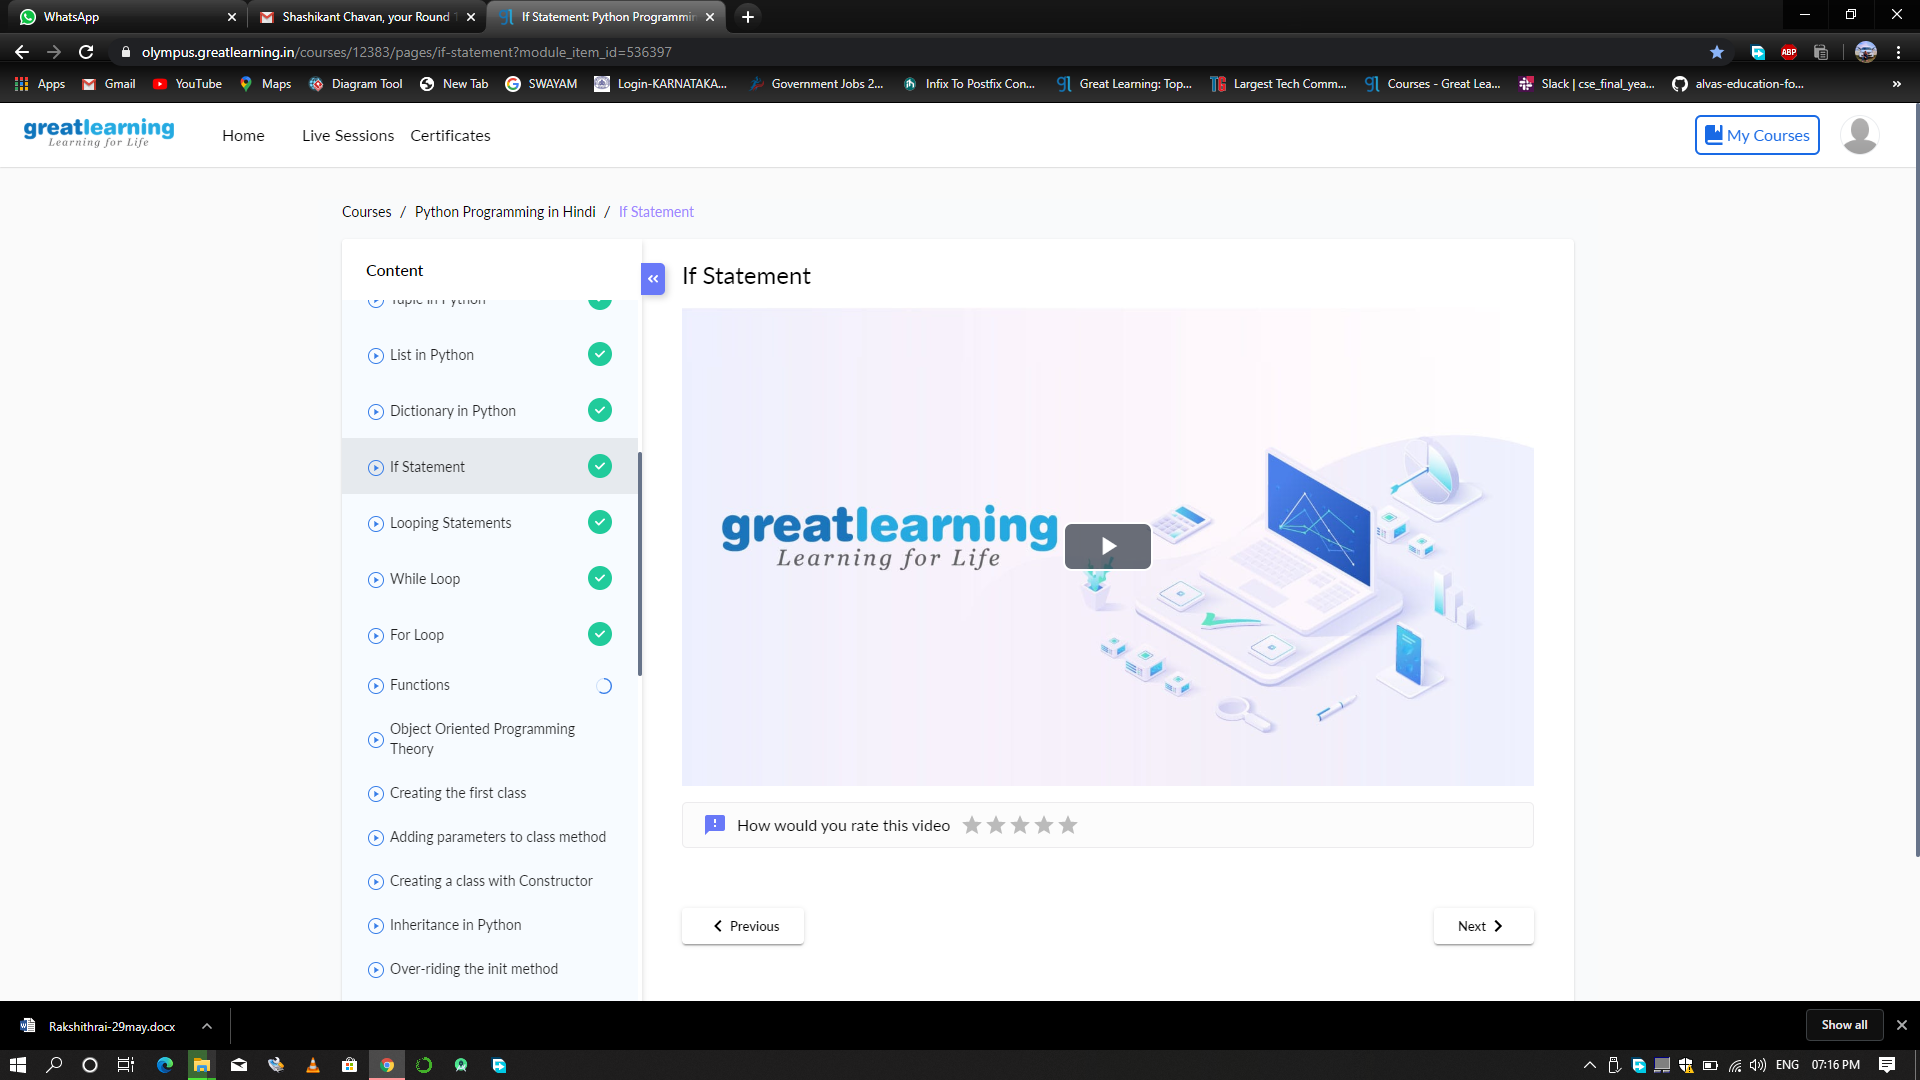 WhatsApp
Shashikant Chavan, your Round
If Statement: Python Programmin
olympus.greatlearning.in/courses/12383/pages/if-statement?module_item_id=536397
ABP
Apps
Gmail
YouTube
Maps
Diagram Tool
New Tab
SWAYAM
Login-KARNATAKA...
Government Jobs 2...
Infix To Postfix Con...
Great Learning: Top...
Largest Tech Comm...
Courses - Great Lea...
Slack | cse_final_yea...
alvas-education-fo...
»
greatlearning
Learning for Life
Home
Live Sessions
Certificates
My Courses
Courses / Python Programming in Hindi / If Statement
Content
«
If Statement
Tuple in Python
List in Python
Dictionary in Python
If Statement
Looping Statements
While Loop
For Loop
Functions
Object Oriented Programming
Theory
Creating the first class
Adding parameters to class method
Creating a class with Constructor
Inheritance in Python
Over-riding the init method
greatlearning
Learning for Life
How would you rate this video
Previous
Next
Rakshithrai-29may.docx
Show all
ENG
07:16 PM